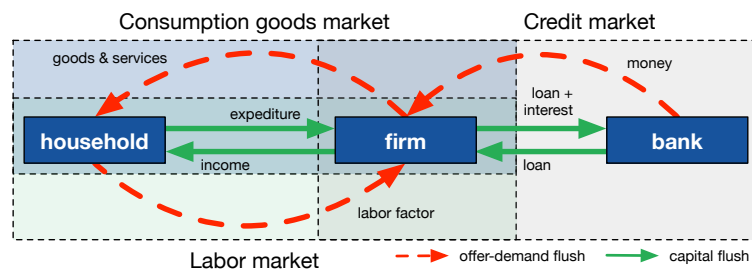 Consumption goods market
Credit market
goods & services
money
expediture
loan +
interest
household
firm
bank
income
loan
labor factor
Labor market
offer-demand flush
capital flush